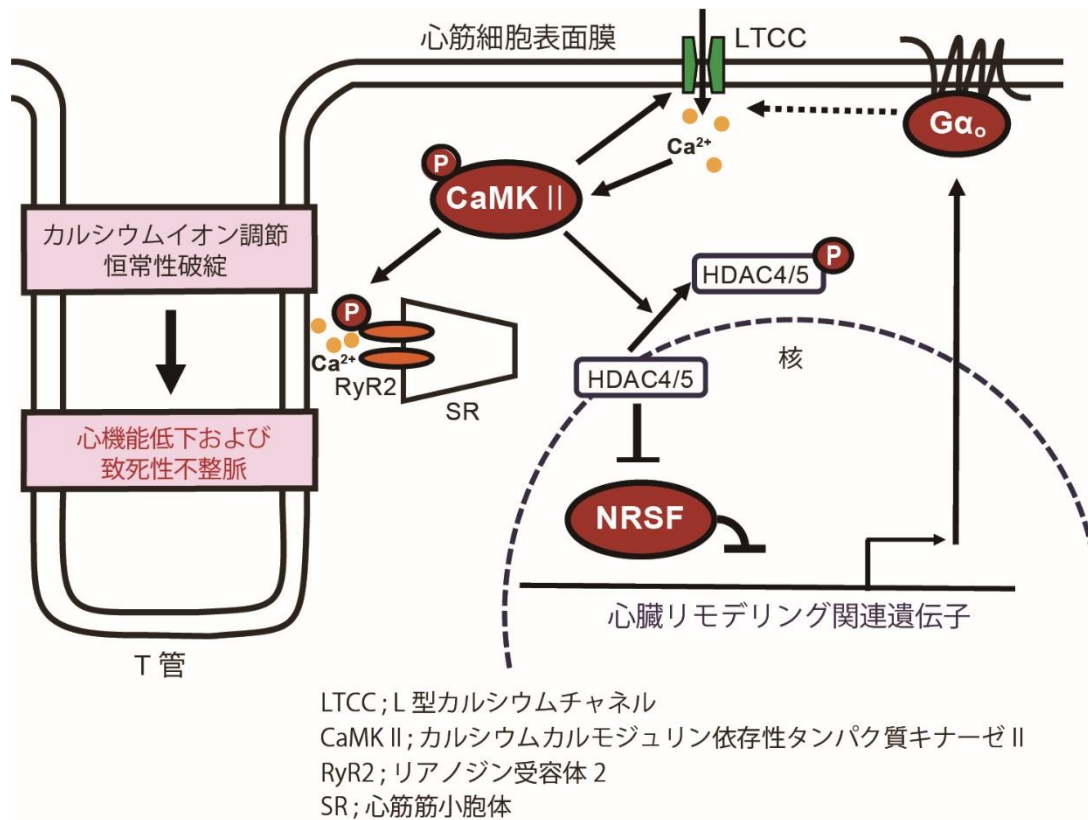 心筋細胞表面膜
LTCC
Gαₒ
Ca²⁺
P
CaMK Ⅱ
カルシウムイオン調節
恒常性破綻
P
HDAC4/5
P
Ca²⁺
RyR2
SR
核
HDAC4/5
心機能低下および
致死性不整脈
NRSF
心臓リモデリング関連遺伝子
T 管
LTCC ; L 型カルシウムチャネル
CaMK Ⅱ ; カルシウムカルモジュリン依存性タンパク質キナーゼ Ⅱ
RyR2 ; リアノジン受容体 2
SR ; 心筋筋小胞体